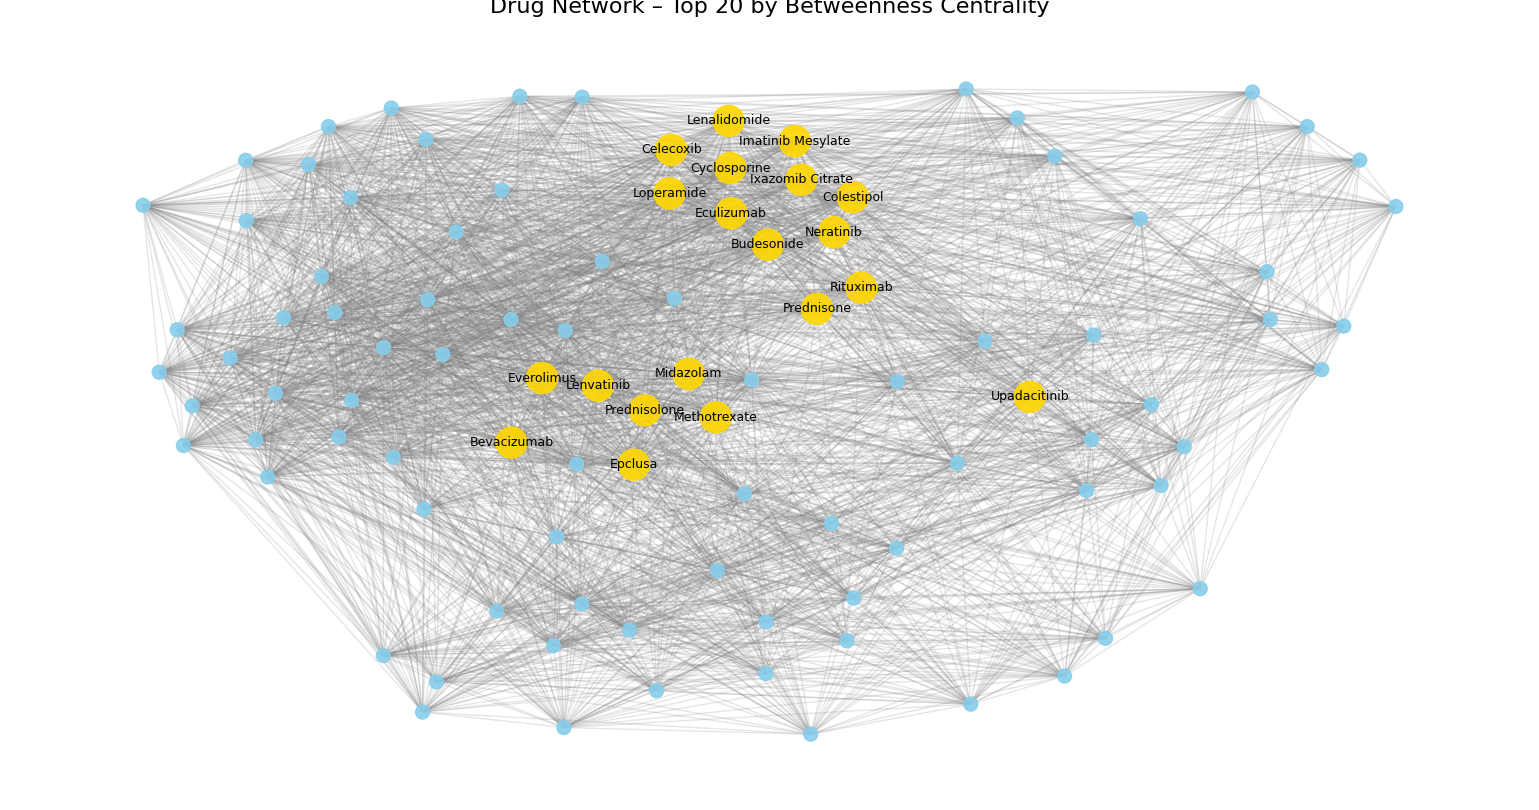 Drug Network – Top 20 by Betweenness Centrality
Lenalidomide
Imatinib Mesylate
Celecoxib
Cyclosporine
Ixazomib Citrate
Loperamide
Colestipol
Eculizumab
Neratinib
Budesonide
Rituximab
Prednisone
Midazolam
Everolimus
Lenvatinib
Upadacitinib
Prednisolone
Methotrexate
Bevacizumab
Epclusa